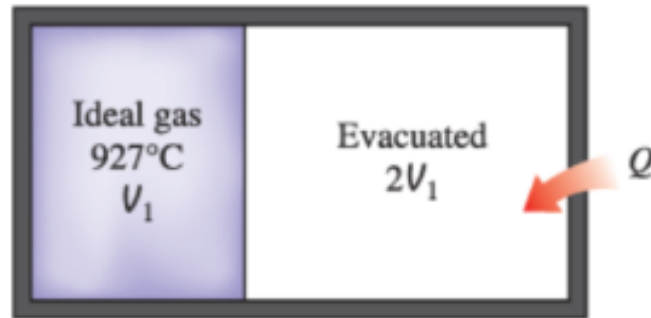 Ideal gas
927°C
V₁
Evacuated
2V₁
Q